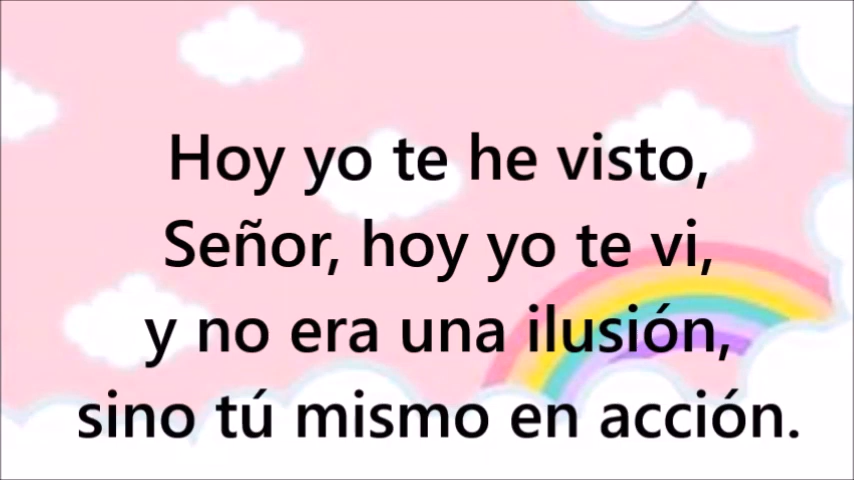 Hoy yo te he visto,
Señor, hoy yo te vi,
y no era una ilusión,
sino tú mismo en acción.